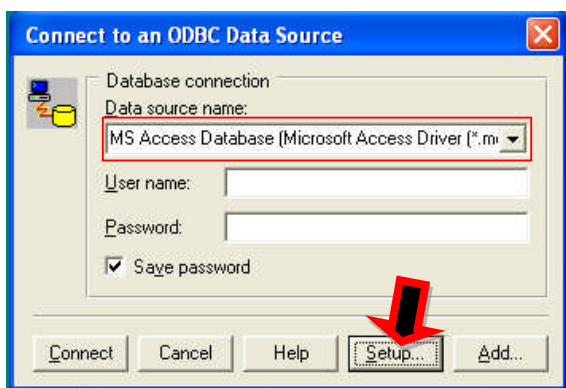 Connect to an ODBC Data Source
Database connection
Data source name:
MS Access Database (Microsoft Access Driver (*.m
User name:
Password:
Save password
Connect Cancel Help Setup... Add...